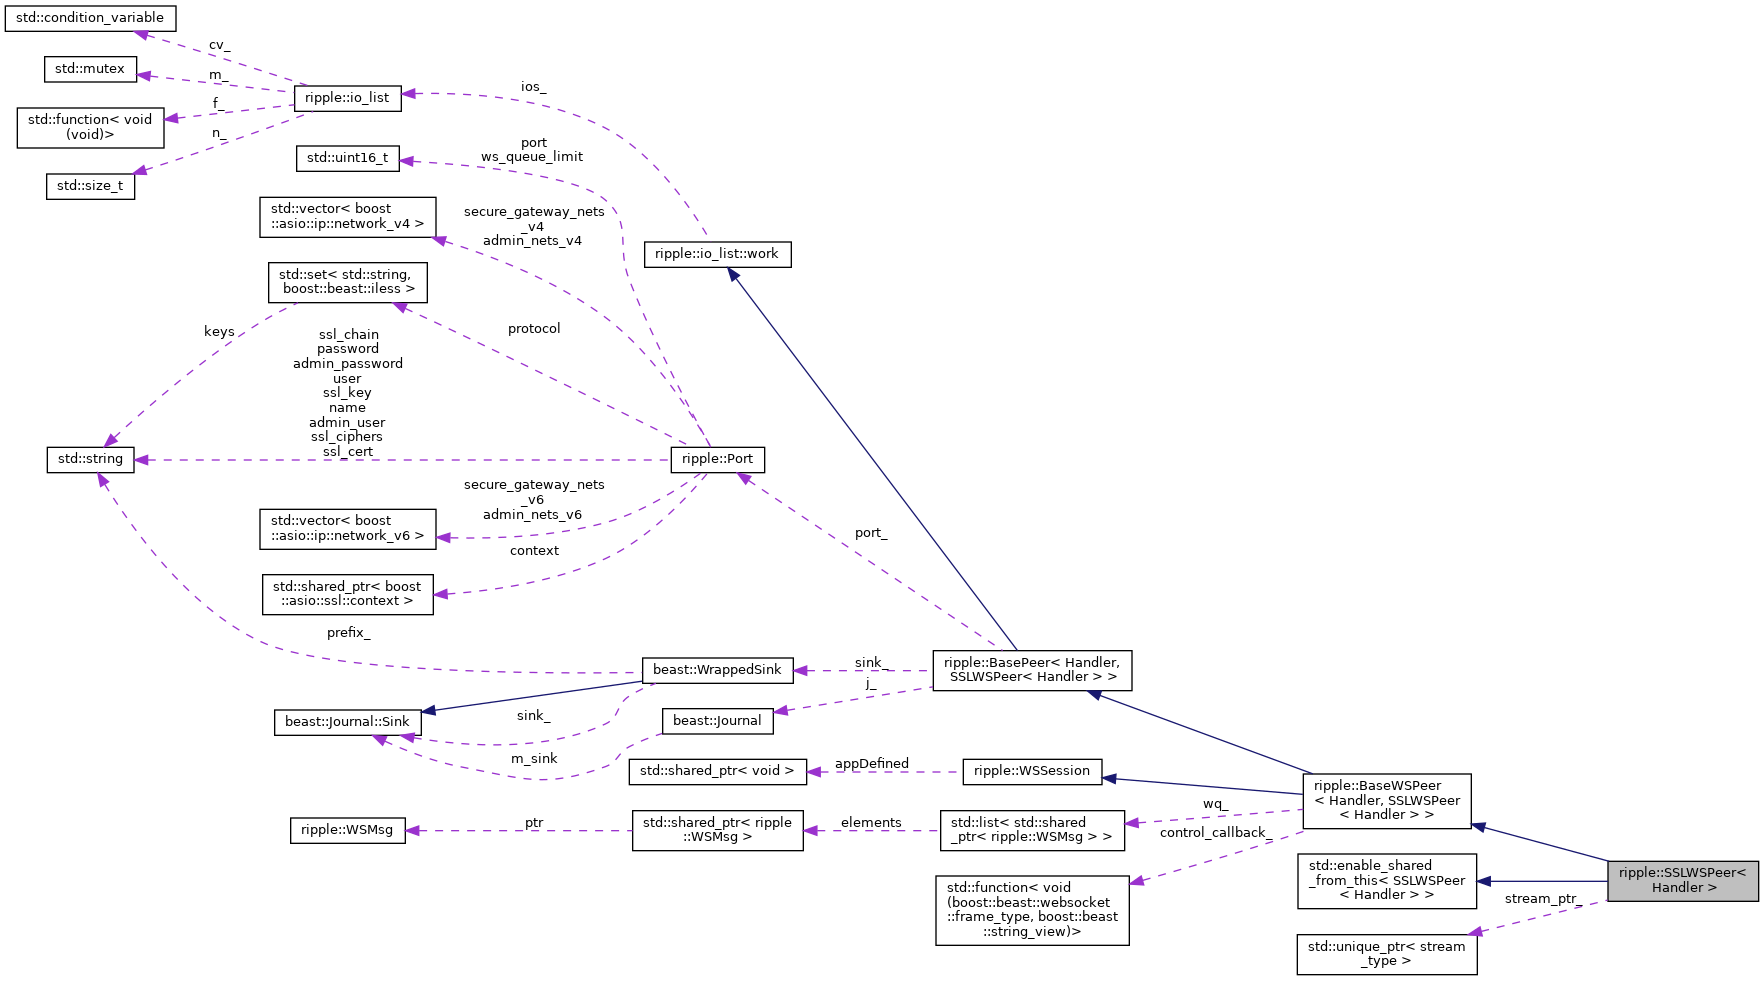 std::condition_variable
cv_
std::mutex
m_
ripple::io_list
ios_
f_
std::function< void
(void)>
n_
std::size_t
std::uint16_t
port
ws_queue_limit
std::vector< boost
::asio::ip::network_v4 >
secure_gateway_nets
_v4
admin_nets_v4
ripple::io_list::work
std::set< std::string,
boost::beast::iless >
keys
protocol
ssl_chain
password
admin_password
user
ssl_key
name
admin_user
ssl_ciphers
ssl_cert
std::string
ripple::Port
secure_gateway_nets
_v6
admin_nets_v6
std::vector< boost
::asio::ip::network_v6 >
port_
context
std::shared_ptr< boost
::asio::ssl::context >
prefix_
beast::WrappedSink
sink_
j_
ripple::BasePeer< Handler,
SSLWSPeer< Handler > >
beast::Journal::Sink
sink_
beast::Journal
m_sink
std::shared_ptr< void >
appDefined
ripple::WSSession
ripple::BaseWSPeer
< Handler, SSLWSPeer
< Handler > >
wq_
control_callback_
ripple::WSMsg
ptr
std::shared_ptr< ripple
::WSMsg >
elements
std::list< std::shared
_ptr< ripple::WSMsg > >
std::function< void
(boost::beast::websocket
::frame_type, boost::beast
::string_view)>
std::enable_shared
_from_this< SSLWSPeer
< Handler > >
ripple::SSLWSPeer<
Handler >
stream_ptr_
std::unique_ptr< stream
_type >